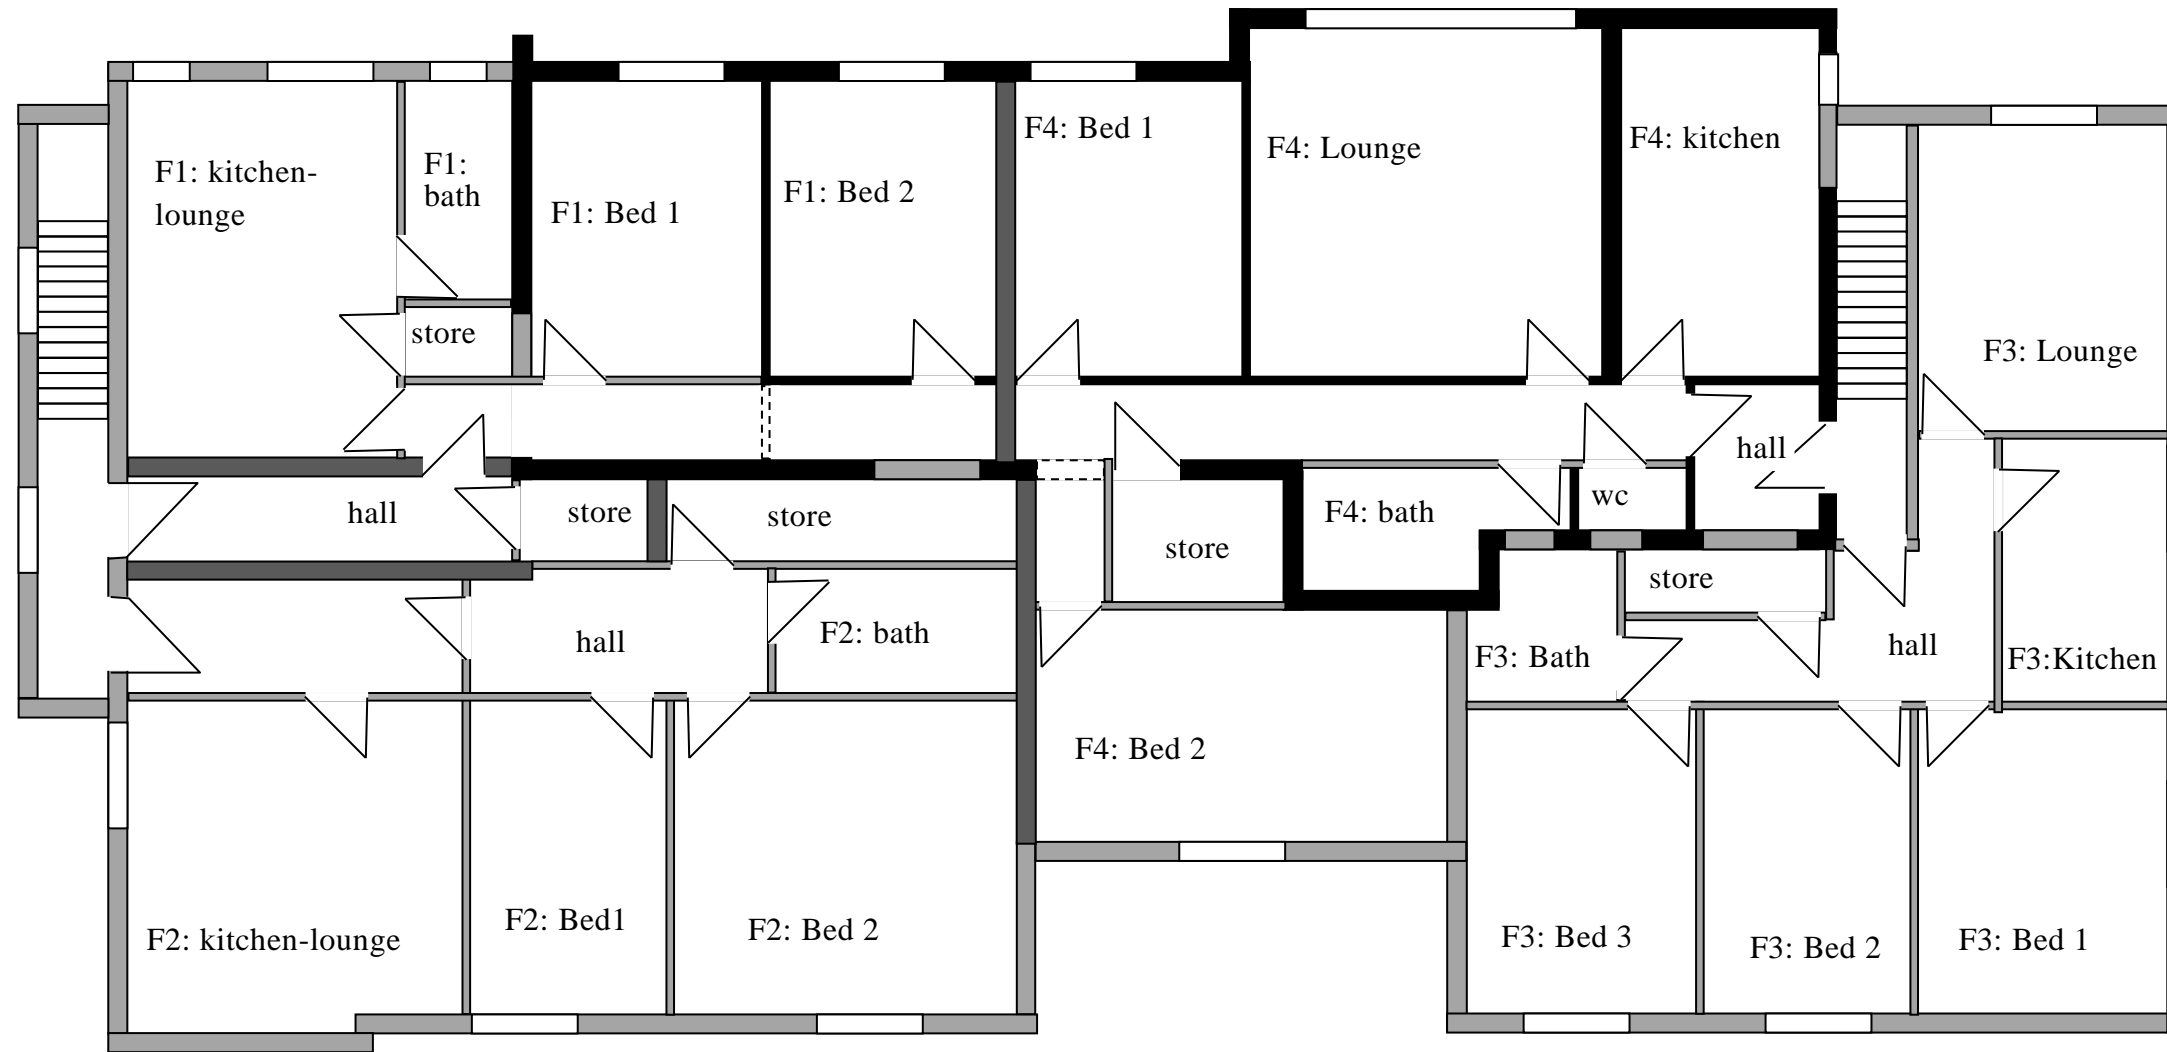 F4: Bed 1
F4: Lounge
F4: kitchen
F1: kitchen-
lounge
F1:
bath
F1: Bed 1
F1: Bed 2
store
F3: Lounge
hall
hall
store
store
F4: bath
wc
store
store
hall
F2: bath
F3: Bath
hall
F3:Kitchen
F4: Bed 2
F2: kitchen-lounge
F2: Bed1
F2: Bed 2
F3: Bed 3
F3: Bed 2
F3: Bed 1